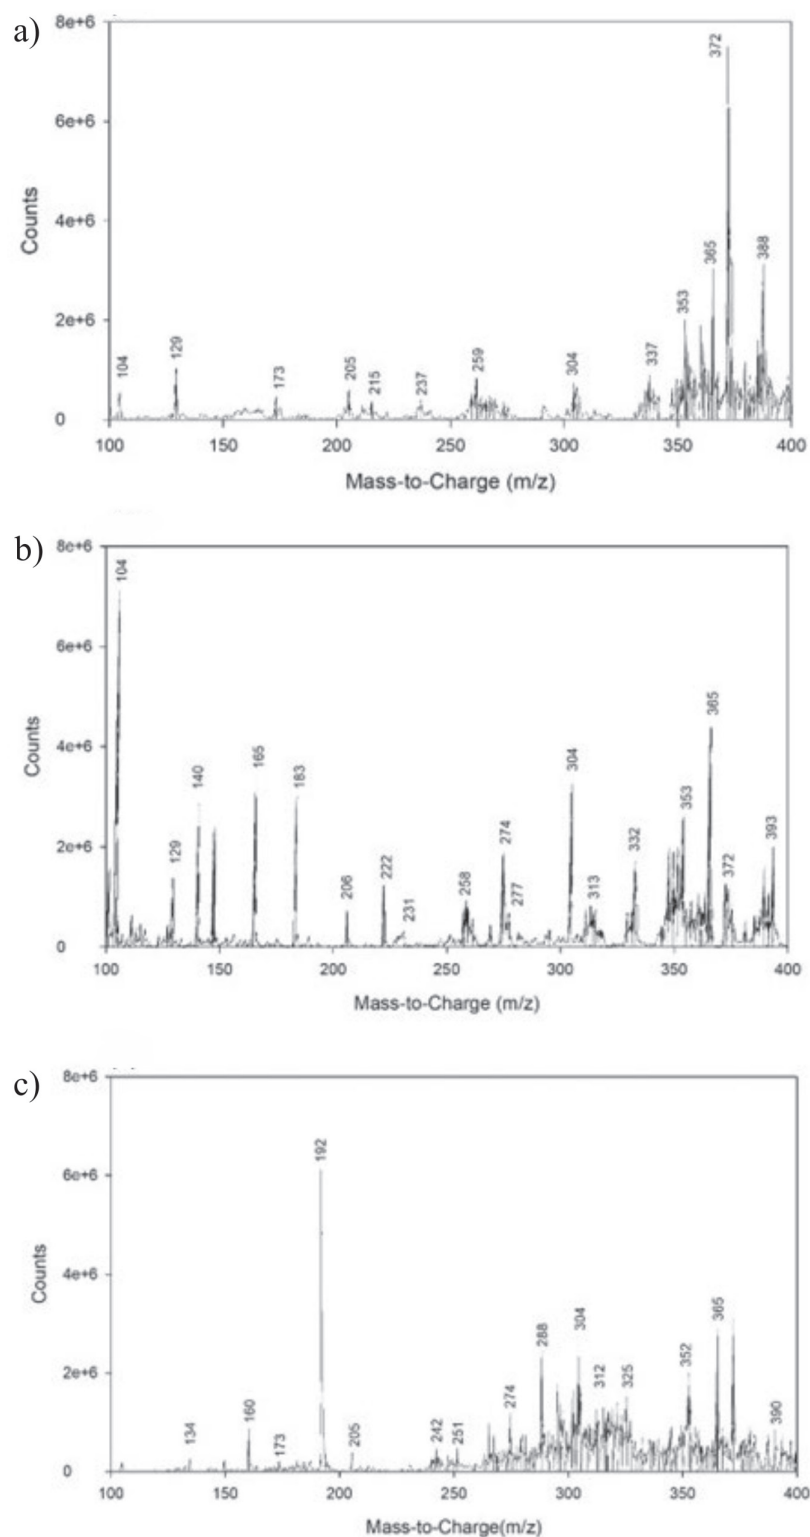 a)
8e+6
6e+6
4e+6
2e+6
0
Counts
104
129
173
205
215
237
259
304
337
353
365
372
388
100 150 200 250 300 350 400
Mass-to-Charge (m/z)
b)
8e+6
6e+6
4e+6
2e+6
0
Counts
104
129
140
165
183
206
222
231
258
274
277
304
313
332
353
365
372
393
100 150 200 250 300 350 400
Mass-to-Charge (m/z)
c)
8e+6
6e+6
4e+6
2e+6
0
Counts
134
160
173
192
205
242
251
274
288
304
312
325
352
365
390
100 150 200 250 300 350 400
Mass-to-Charge(m/z)